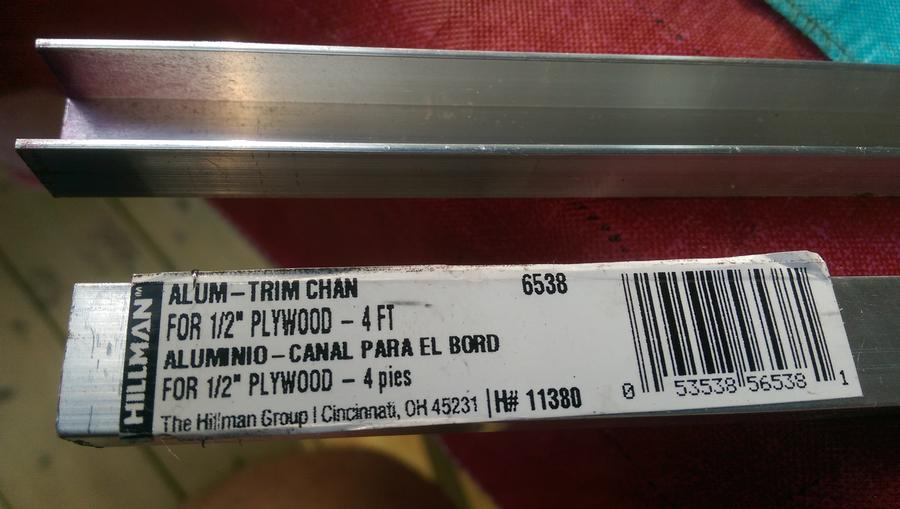 HILLMAN™
ALUM-TRIM CHAN 6538
FOR 1/2" PLYWOOD - 4 FT
ALUMINIO-CANAL PARA EL BORD
FOR 1/2" PLYWOOD - 4 pies
The Hillman Group | Cincinnati, OH 45231 | H# 11380
0 53538 56538 1